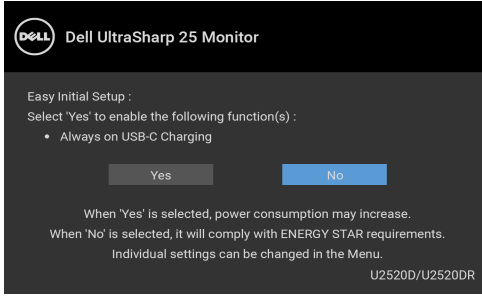 DELL
Dell UltraSharp 25 Monitor
Easy Initial Setup :
Select 'Yes' to enable the following function(s) :
• Always on USB-C Charging
Yes
No
When 'Yes' is selected, power consumption may increase.
When 'No' is selected, it will comply with ENERGY STAR requirements.
Individual settings can be changed in the Menu.
U2520D/U2520DR